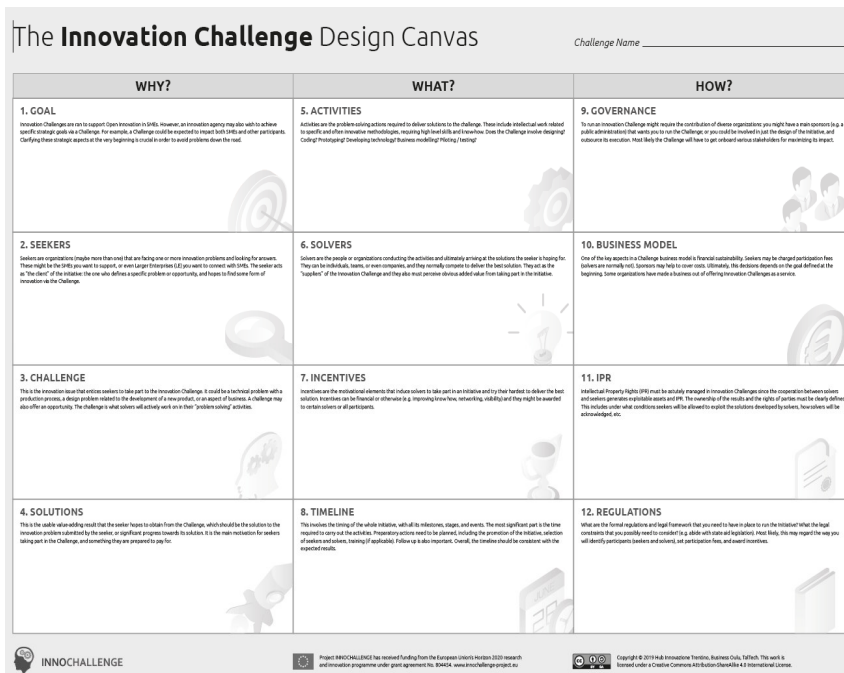 The Innovation Challenge Design Canvas
Challenge Name
WHY?
WHAT?
HOW?
1. GOAL
Innovation Challenges are ran to support Open Innovation in SMEs. However, an innovation agency may also wish to achieve
specific strategic goals via a Challenge. For example, a Challenge could be expected to impact both SMEs and other participants.
Clarifying these strategic aspects at the very beginning is crucial in order to avoid problems down the road.
5. ACTIVITIES
Activities are the problem-solving actions required to deliver solutions to the challenge. These include intellectual work related
to specific and often innovative methodologies, requiring high level skills and know-how. Does the Challenge involve designing?
Coding? Prototyping? Developing technology? Business modelling? Piloting / testing?
9. GOVERNANCE
To run an Innovation Challenge might require the contribution of diverse organizations: you might have a main sponsors (e.g. a
public administration) that wants you to run the Challenge; or you could be involved in just the design of the initiative, and
outsource its execution. Most likely the Challenge will have to get onboard various stakeholders for maximizing its impact.
2. SEEKERS
Seekers are organizations (maybe more than one) that are facing one or more innovation problems and looking for answers.
These might be the SMEs you want to support, or even Larger Enterprises (LE) you want to connect with SMEs. The seeker acts
as "the client" of the initiative: the one who defines a specific problem or opportunity, and hopes to find some form of
innovation via the Challenge.
6. SOLVERS
Solvers are the people or organizations conducting the activities and ultimately arriving at the solutions the seeker is hoping for.
They can be individuals, teams, or even companies, and they normally compete to deliver the best solution. They act as the
"suppliers" of the Innovation Challenge and they also must perceive obvious added value from taking part in the initiative.
10. BUSINESS MODEL
One of the key aspects in a Challenge business model is financial sustainability. Seekers may be charged participation fees
(solvers are normally not). Sponsors may help to cover costs. Ultimately, this decisions depends on the goal defined at the
beginning. Some organizations have made a business out of offering Innovation Challenges as a service.
3. CHALLENGE
This is the innovation issue that entices seekers to take part to the Innovation Challenge. It could be a technical problem with a
production process, a design problem related to the development of a new product, or an aspect of business. A challenge may
also offer an opportunity. The challenge is what solvers will actively work on in their "problem solving" activities.
7. INCENTIVES
Incentives are the motivational elements that induce solvers to take part in an initiative and try their hardest to deliver the best
solution. Incentives can be financial or otherwise (e.g. improving know how, networking, visibility) and they might be awarded
to certain solvers or all participants.
11. IPR
Intellectual Property Rights (IPR) must be astutely managed in Innovation Challenges since the cooperation between solvers
and seekers generates exploitable assets and IPR. The ownership of the results and the rights of parties must be clearly defined.
This includes under what conditions seekers will be allowed to exploit the solutions developed by solvers, how solvers will be
acknowledged, etc.
4. SOLUTIONS
This is the usable value-adding result that the seeker hopes to obtain from the Challenge, which should be the solution to the
innovation problem submitted by the seeker, or significant progress towards its solution. It is the main motivation for seekers
taking part in the Challenge, and something they are prepared to pay for.
8. TIMELINE
This involves the timing of the whole initiative, with all its milestones, stages, and events. The most significant part is the time
required to carry out the activities. Preparatory actions need to be planned, including the promotion of the initiative, selection
of seekers and solvers, training (if applicable). Follow up is also important. Overall, the timeline should be consistent with the
expected results.
JUNE
12. REGULATIONS
What are the formal regulations and legal framework that you need to have in place to run the initiative? What the legal
constraints that you possibly need to consider? (e.g. abide with state aid legislation). Most likely, this may regard the way you
will identify participants (seekers and solvers), set participation fees, and award incentives.
INNOCHALLENGE
Project INNOCHALLENGE has received funding from the European Union's Horizon 2020 research
and innovation programme under grant agreement No. 804454. www.innochallenge-project.eu
CC BY SA
Copyright © 2019 Hub Innovazione Trentino, Business Oulu, TalTech. This work is
licensed under a Creative Commons Attribution-ShareAlike 4.0 International License.